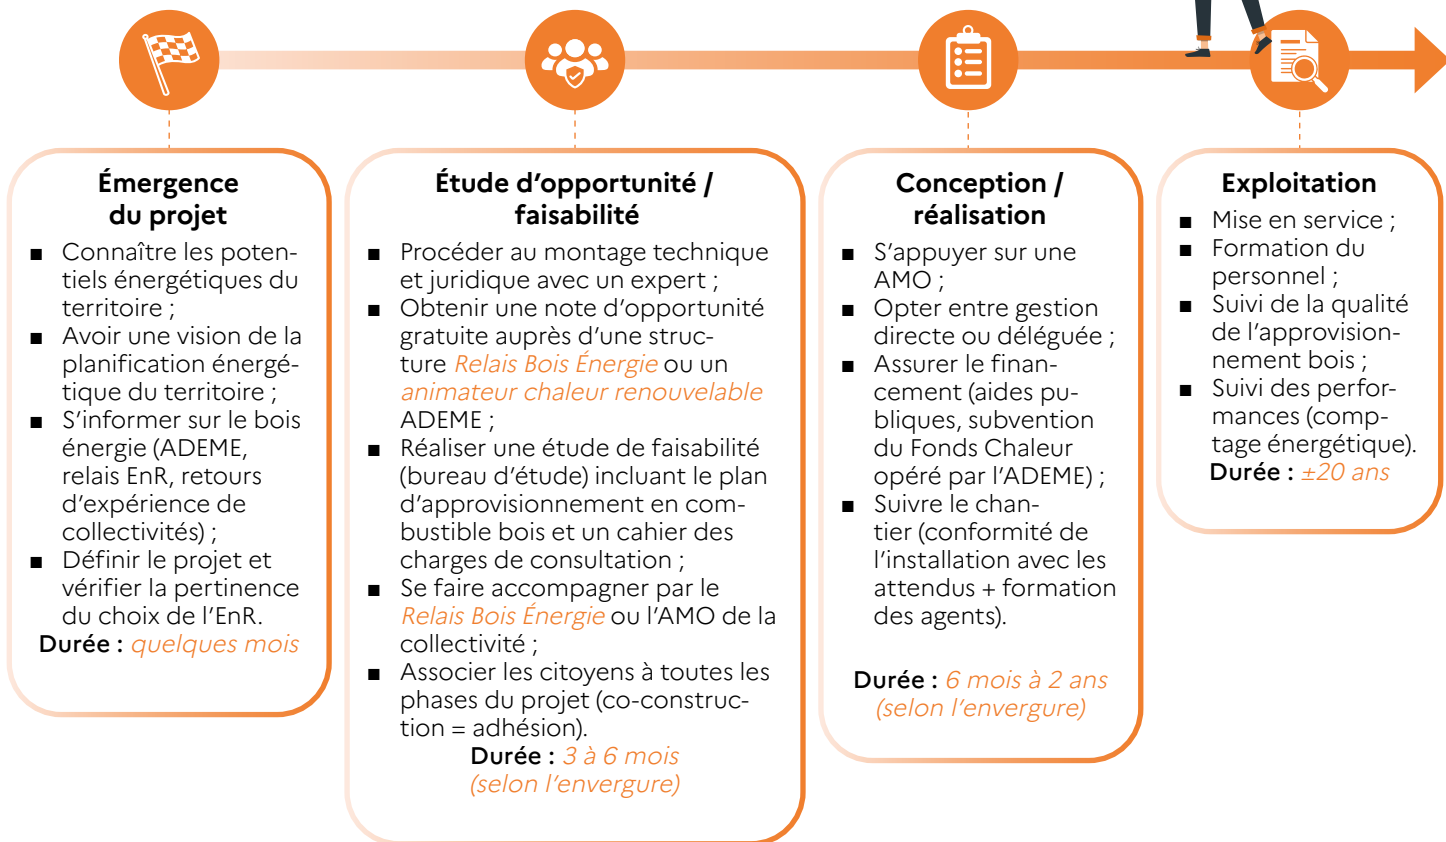 Émergence
du projet
■ Connaître les poten-
tiels énergétiques du
territoire ;
■ Avoir une vision de la
planification énergé-
tique du territoire ;
■ S'informer sur le bois
énergie (ADEME,
relais EnR, retours
d'expérience de
collectivités) ;
■ Définir le projet et
vérifier la pertinence
du choix de l'EnR.
Durée : quelques mois
Étude d'opportunité /
faisabilité
■ Procéder au montage technique
et juridique avec un expert ;
■ Obtenir une note d'opportunité
gratuite auprès d'une struc-
ture Relais Bois Énergie ou un
animateur chaleur renouvelable
ADEME ;
■ Réaliser une étude de faisabilité
(bureau d'étude) incluant le plan
d'approvisionnement en com-
bustible bois et un cahier des
charges de consultation ;
■ Se faire accompagner par le
Relais Bois Énergie ou l'AMO de la
collectivité ;
■ Associer les citoyens à toutes les
phases du projet (co-construc-
tion = adhésion).
Durée : 3 à 6 mois
(selon l'envergure)
Conception /
réalisation
■ S'appuyer sur une
AMO ;
■ Opter entre gestion
directe ou déléguée ;
■ Assurer le finan-
cement (aides pu-
bliques, subvention
du Fonds Chaleur
opéré par l'ADEME) ;
■ Suivre le chan-
tier (conformité de
l'installation avec les
attendus + formation
des agents).
Durée : 6 mois à 2 ans
(selon l'envergure)
Exploitation
■ Mise en service ;
■ Formation du
personnel ;
■ Suivi de la qualité
de l'approvision-
nement bois ;
■ Suivi des perfor-
mances (comp-
tage énergétique).
Durée : ±20 ans